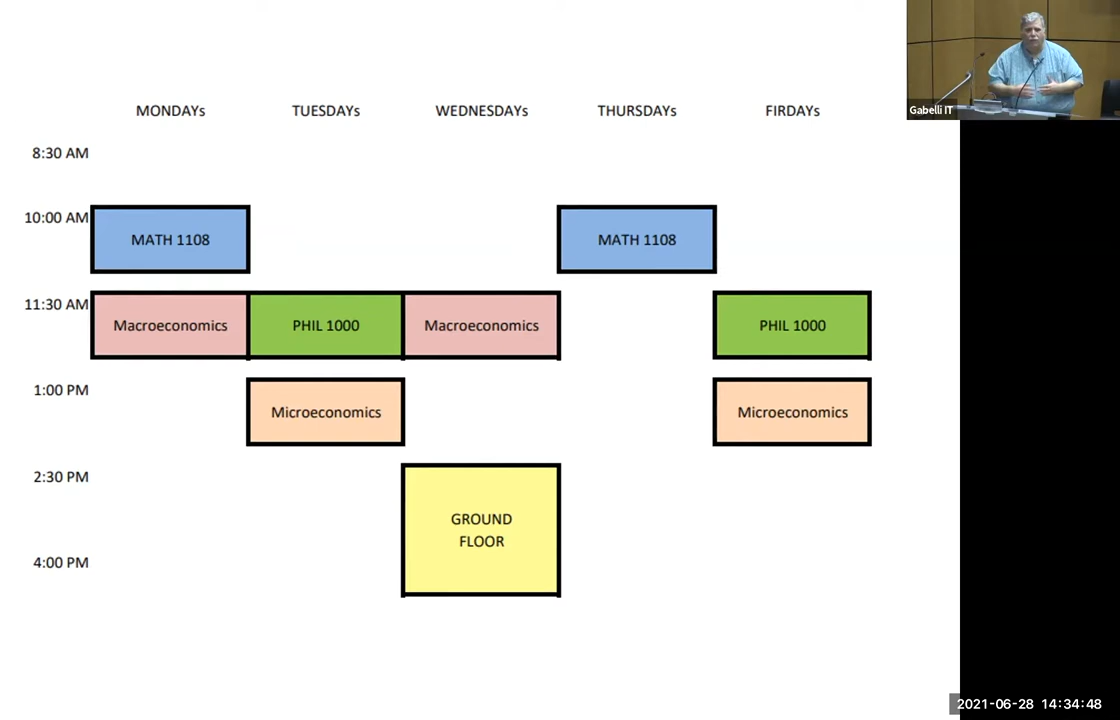 Gabelli IT
MONDAYs TUESDAYs WEDNESDAYs THURSDAYs FIRDAYs
8:30 AM
10:00 AM
MATH 1108 MATH 1108
11:30 AM
Macroeconomics PHIL 1000 Macroeconomics PHIL 1000
1:00 PM
Microeconomics Microeconomics
2:30 PM
GROUND
FLOOR
4:00 PM
2021-06-28 14:34:48